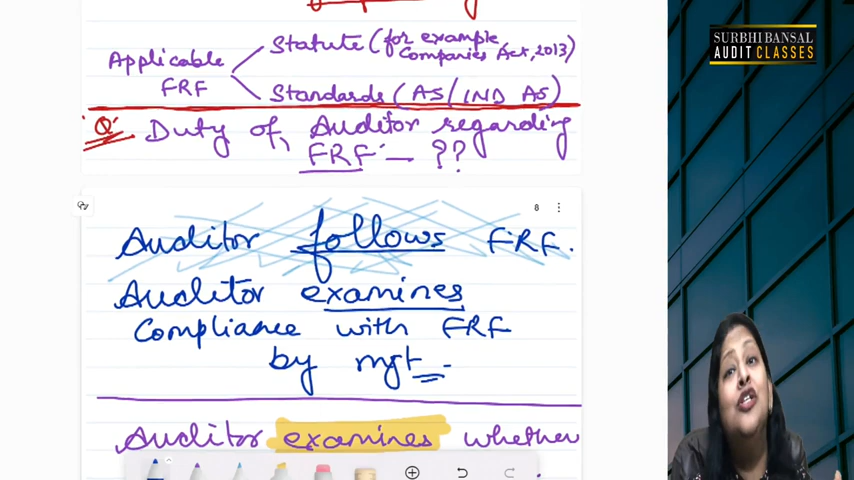 SURBHI BANSAL
AUDIT CLASSES
Applicable FRF
Statute (for example Companies Act, 2013)
Standards (AS/IND AS)
Q. Duty of Auditor regarding
FRF - ??
8
Auditor follows FRF.
Auditor examines
Compliance with FRF
by mgt.
Auditor examines whether